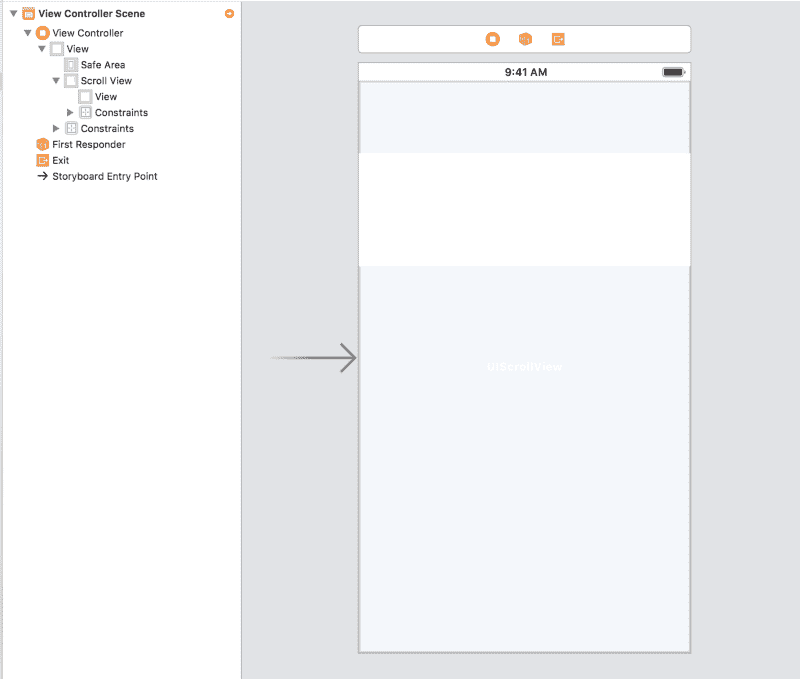 View Controller Scene
View Controller
View
Safe Area
Scroll View
View
Constraints
Constraints
First Responder
Exit
Storyboard Entry Point
9:41 AM
UIScrollView